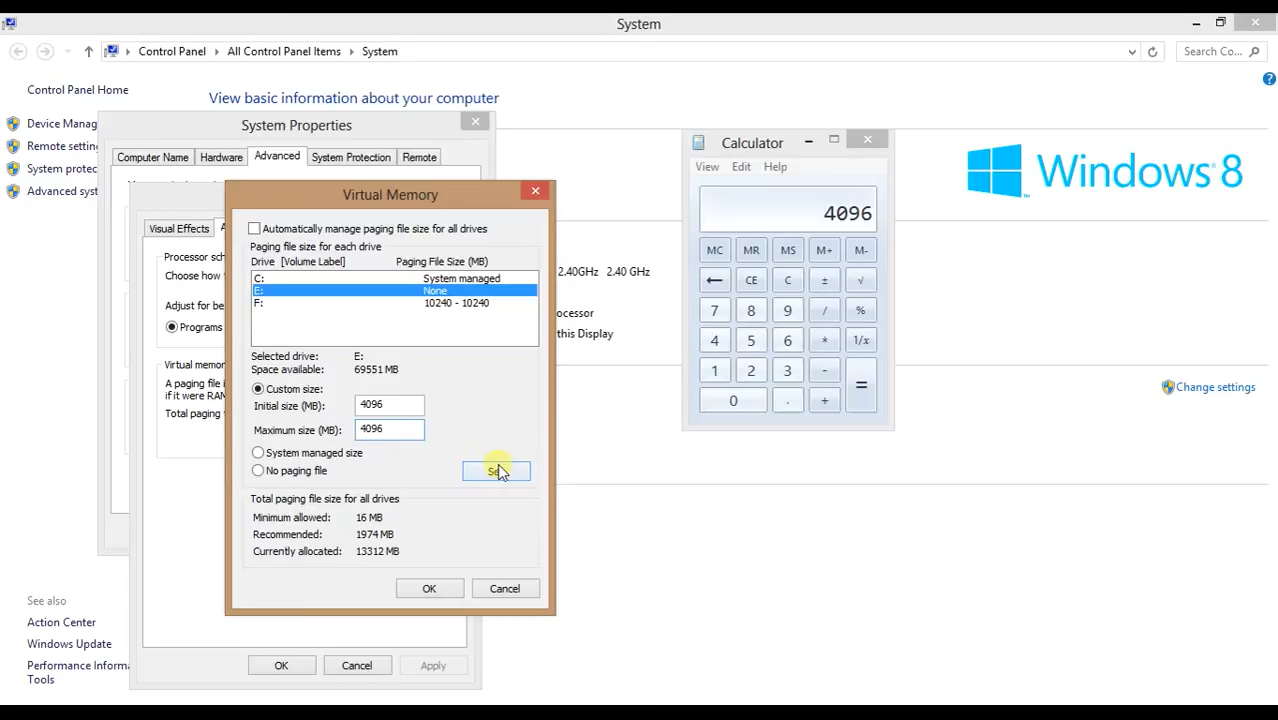 System
Control Panel
All Control Panel Items
System
Search Co...
Control Panel Home
View basic information about your computer
Device Manag
Remote setting
System protec
Advanced syst
System Properties
Computer Name
Hardware
Advanced
System Protection
Remote
Visual Effects
Processor sch
Choose how
Adjust for be
Programs
Virtual memor
A paging file i
if it were RAM
Total paging
OK
Cancel
Apply
Virtual Memory
Automatically manage paging file size for all drives
Paging file size for each drive
Drive [Volume Label] Paging File Size (MB)
C: System managed
E: None
F: 10240 - 10240
Selected drive: E:
Space available: 69551 MB
Custom size:
Initial size (MB): 4096
Maximum size (MB): 4096
System managed size
No paging file
Total paging file size for all drives
Minimum allowed: 16 MB
Recommended: 1974 MB
Currently allocated: 13312 MB
OK
Cancel
2.40GHz 2.40 GHz
ocessor
this Display
Calculator
View Edit Help
4096
MC MR MS M+ M-
← CE C ± √
7 8 9 / %
4 5 6 * 1/x
1 2 3 - =
0 . +
Windows 8
Change settings
See also
Action Center
Windows Update
Performance Informa
Tools